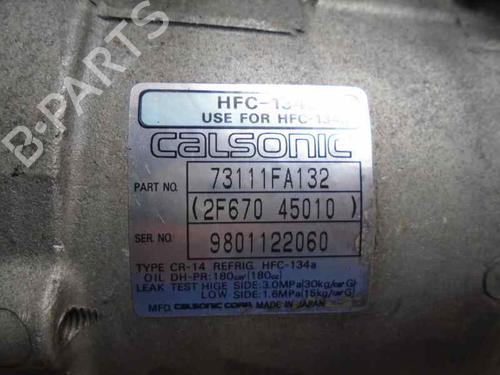 B-PARTS
HFC-134a
USE FOR HFC-134a
CALSONIC
PART NO. 73111FA132
(2F670 45010)
SER. NO. 9801122060
TYPE CR-14 REFRIG. HFC-134a
OIL DH-PR:180cm³(180cc)
LEAK TEST HIGE SIDE:3.0MPa(30kg/cm²G)
LOW SIDE:1.6MPa(15kg/cm²G)
MFD. CALSONIC CORP. MADE IN JAPAN